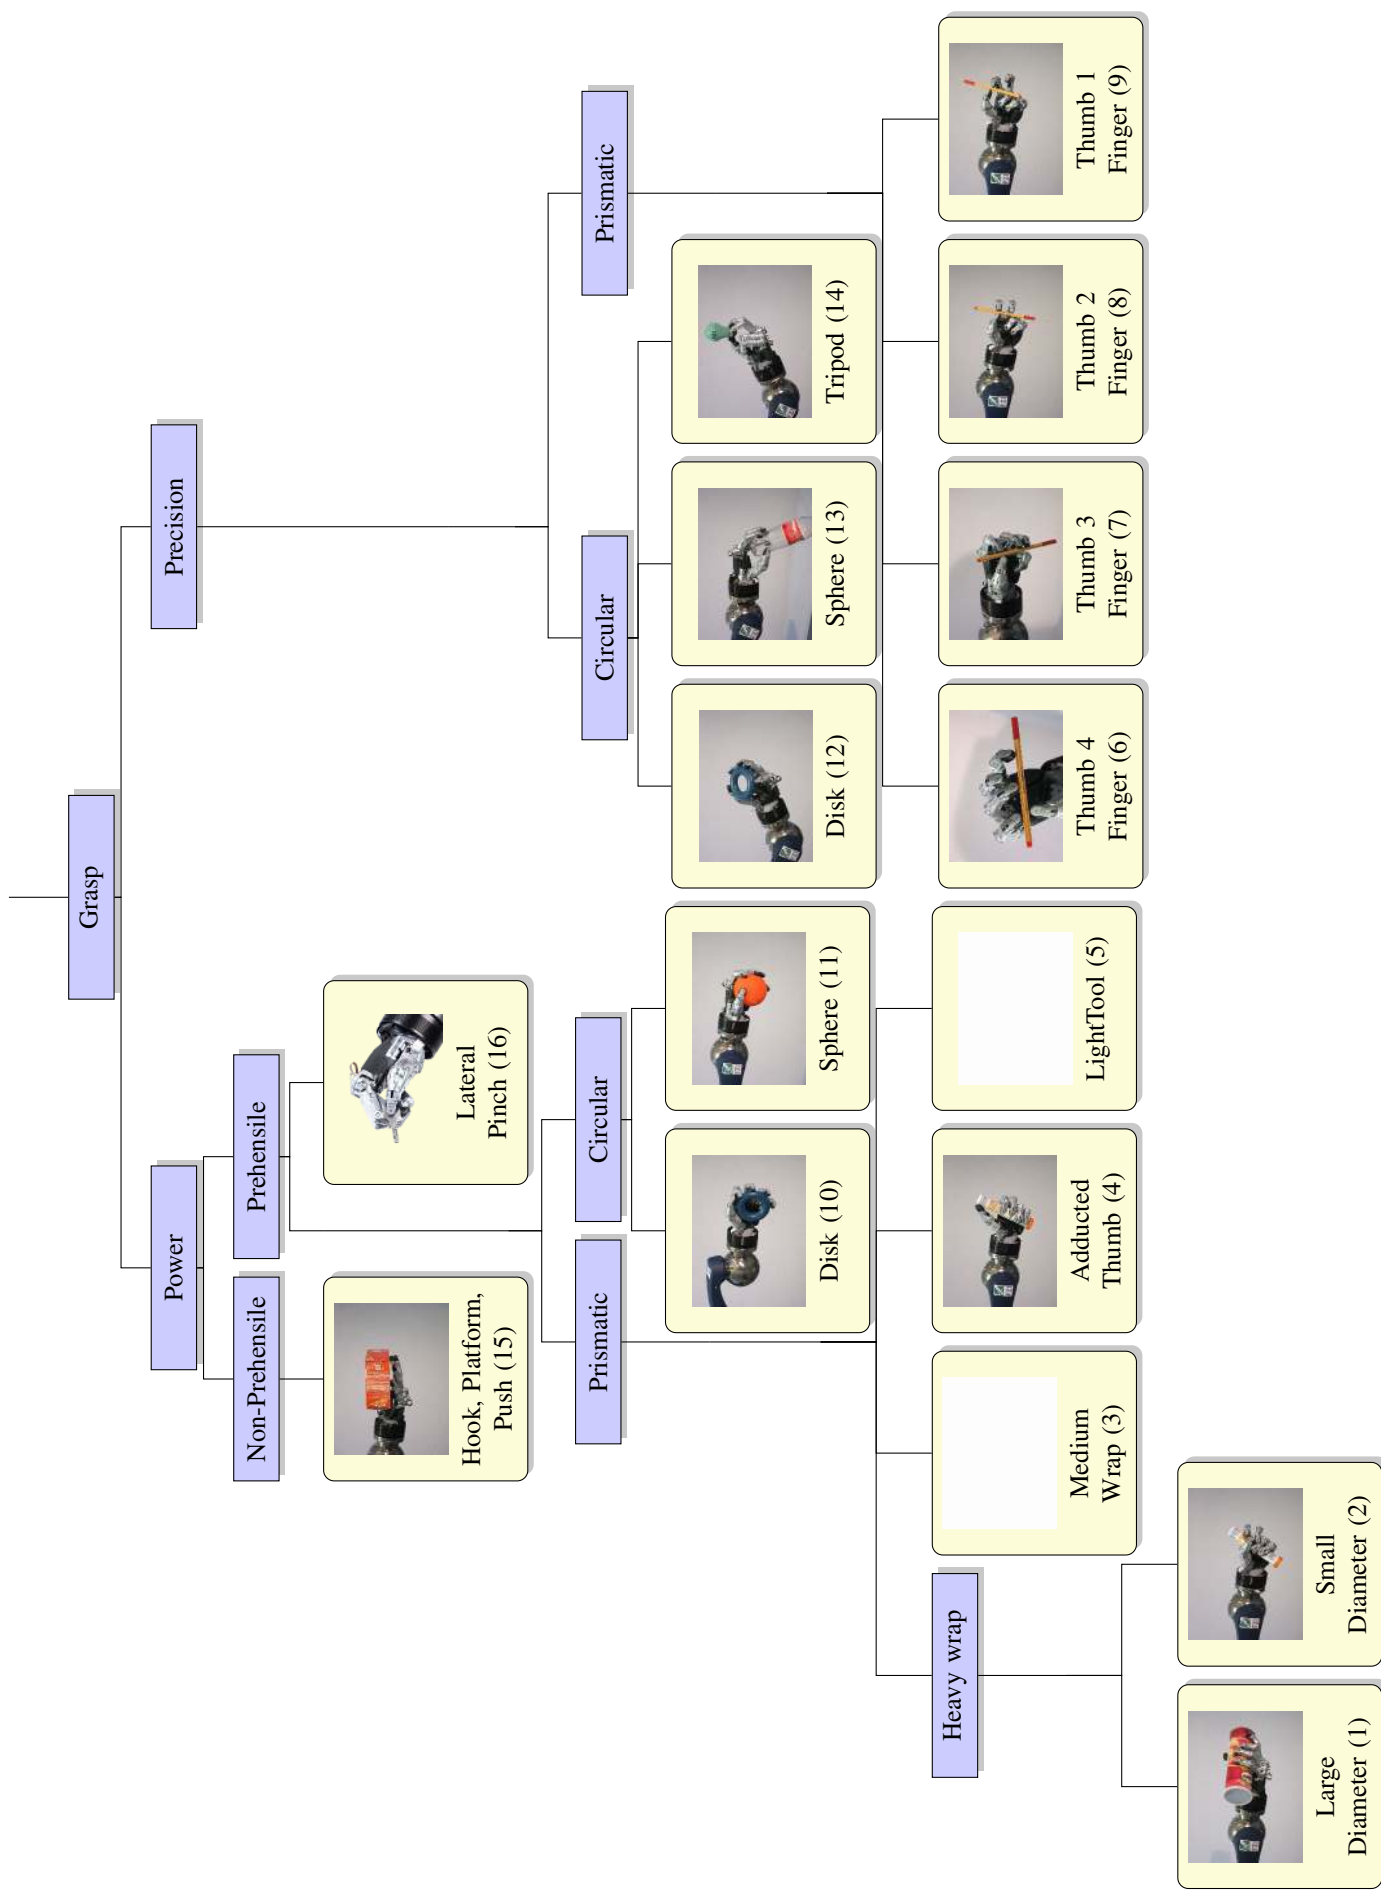 Grasp
Power
Precision
Non-Prehensile
Prehensile
Hook, Platform,
Push (15)
Lateral
Pinch (16)
Prismatic
Circular
Circular
Prismatic
Disk (10)
Sphere (11)
Disk (12)
Sphere (13)
Tripod (14)
Heavy wrap
Medium
Wrap (3)
Adducted
Thumb (4)
LightTool (5)
Thumb 4
Finger (6)
Thumb 3
Finger (7)
Thumb 2
Finger (8)
Thumb 1
Finger (9)
Large
Diameter (1)
Small
Diameter (2)